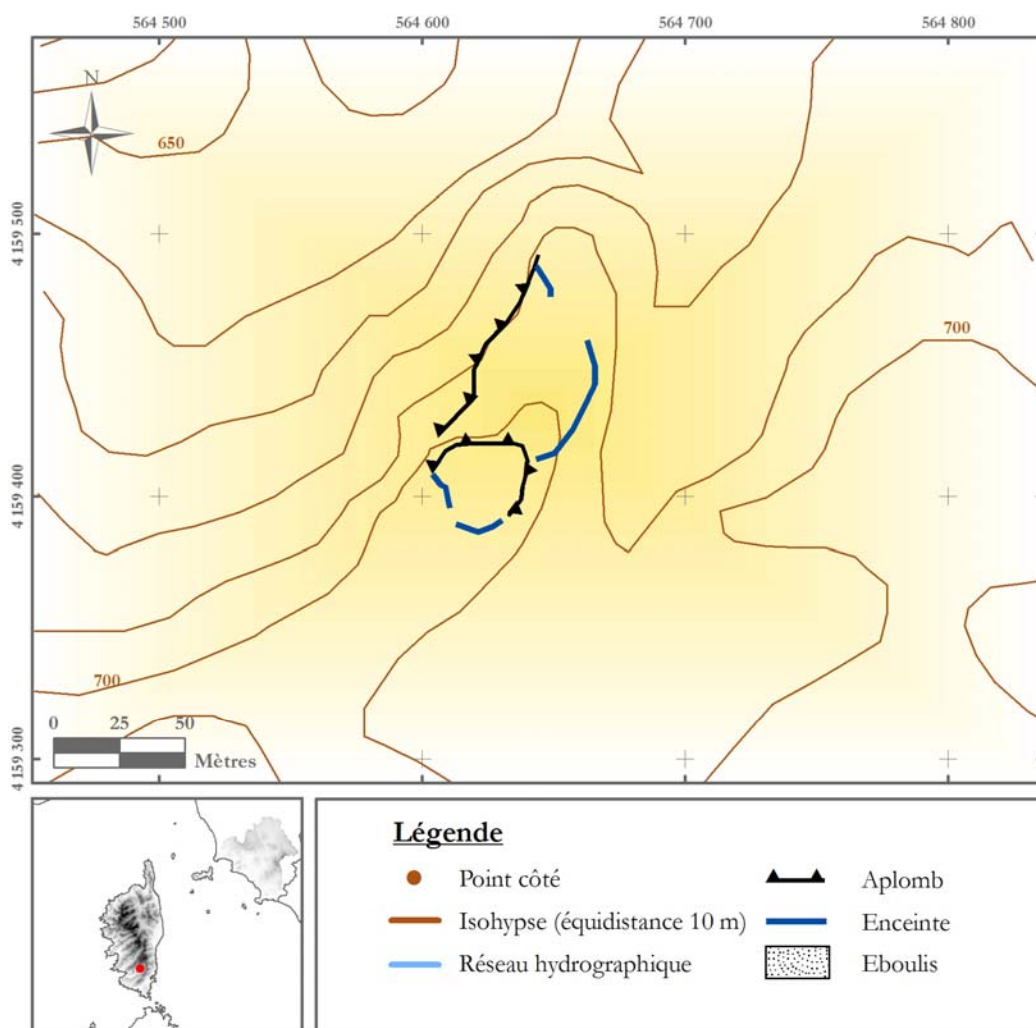 564 500 564 600 564 700 564 800
N
650
4 159 500
700
4 159 400
700
0 25 50
Mètres
4 159 300
Légende
Point côté
Isohypse (équidistance 10 m)
Réseau hydrographique
Aplomb
Enceinte
Eboulis